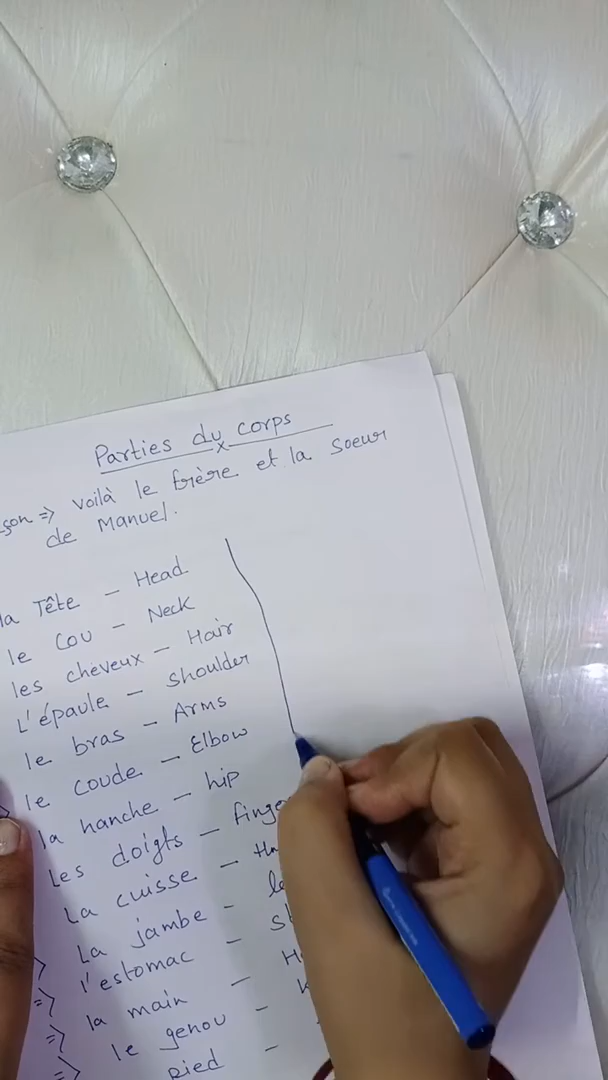 Parties du corps
x
⇒ Voilà le frère et la Soeur
de Manuel.
la Tête - Head
le Cou - Neck
les cheveux - Hair
L'épaule - shoulder
le bras - Arms
le coude - Elbow
la hanche - hip
Les doigts -
La cuisse -
La jambe -
l'estomac -
la main -
le genou -
pied -